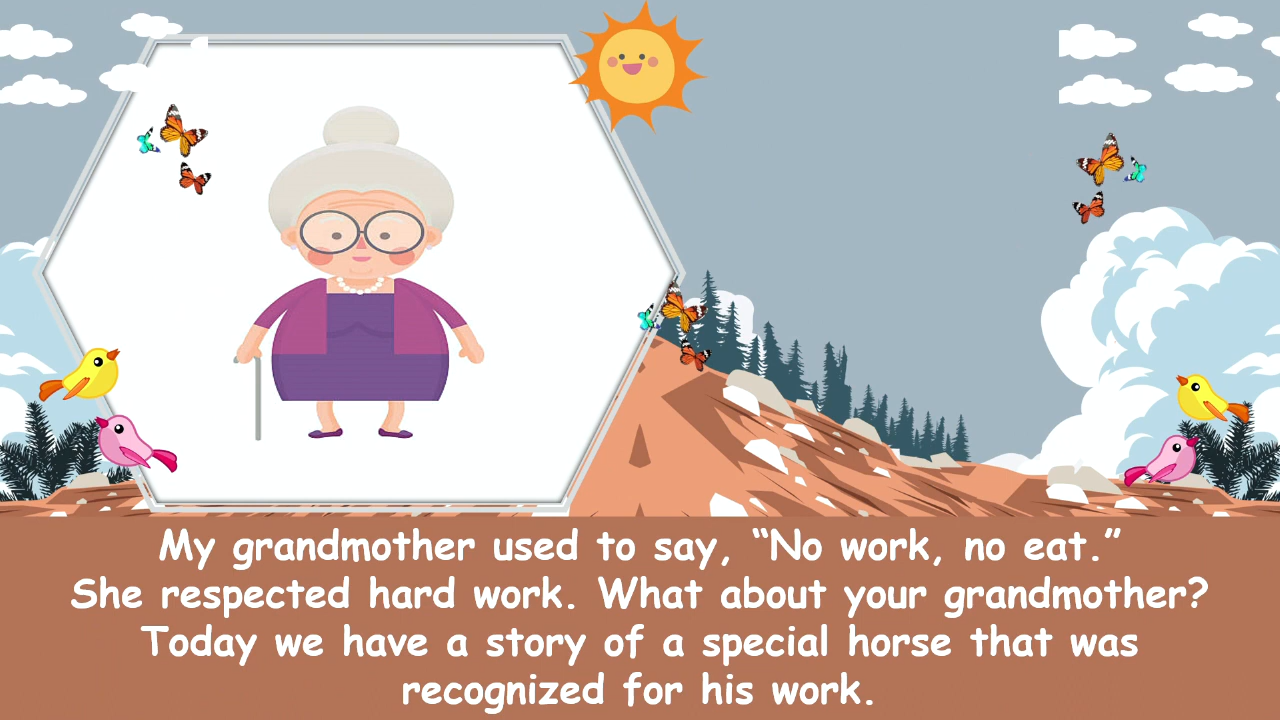 My grandmother used to say, “No work, no eat.”
She respected hard work. What about your grandmother?
Today we have a story of a special horse that was
recognized for his work.